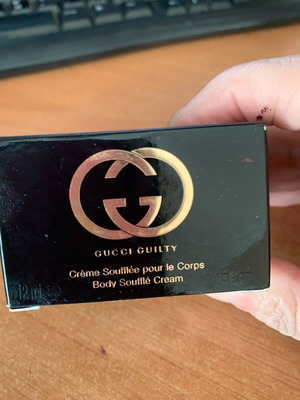 GUCCI GUILTY
Crème Soufflée pour le Corps
Body Soufflé Cream